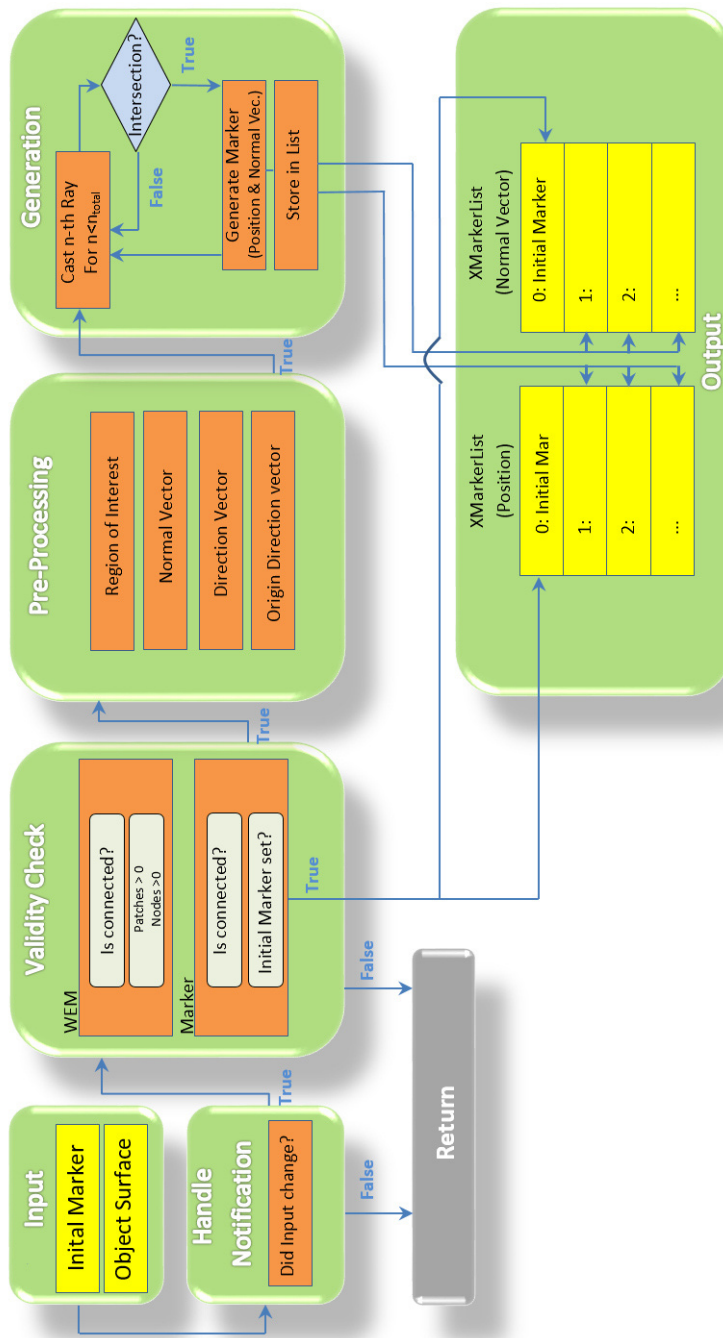 Input
Inital Marker
Object Surface
Handle
Notification
Did Input change?
True
False
Validity Check
WEM
Is connected?
Patches > 0
Nodes >0
Marker
Is connected?
Initial Marker set?
True
True
False
Return
Pre-Processing
Region of Interest
Normal Vector
Direction Vector
Origin Direction vector
True
Generation
Cast n-th Ray
For n<ntotal
Intersection?
True
False
Generate Marker
(Position & Normal Vec.)
Store in List
XMarkerList
(Position)
0: Initial Mar
1:
2:
...
XMarkerList
(Normal Vector)
0: Initial Marker
1:
2:
...
Output